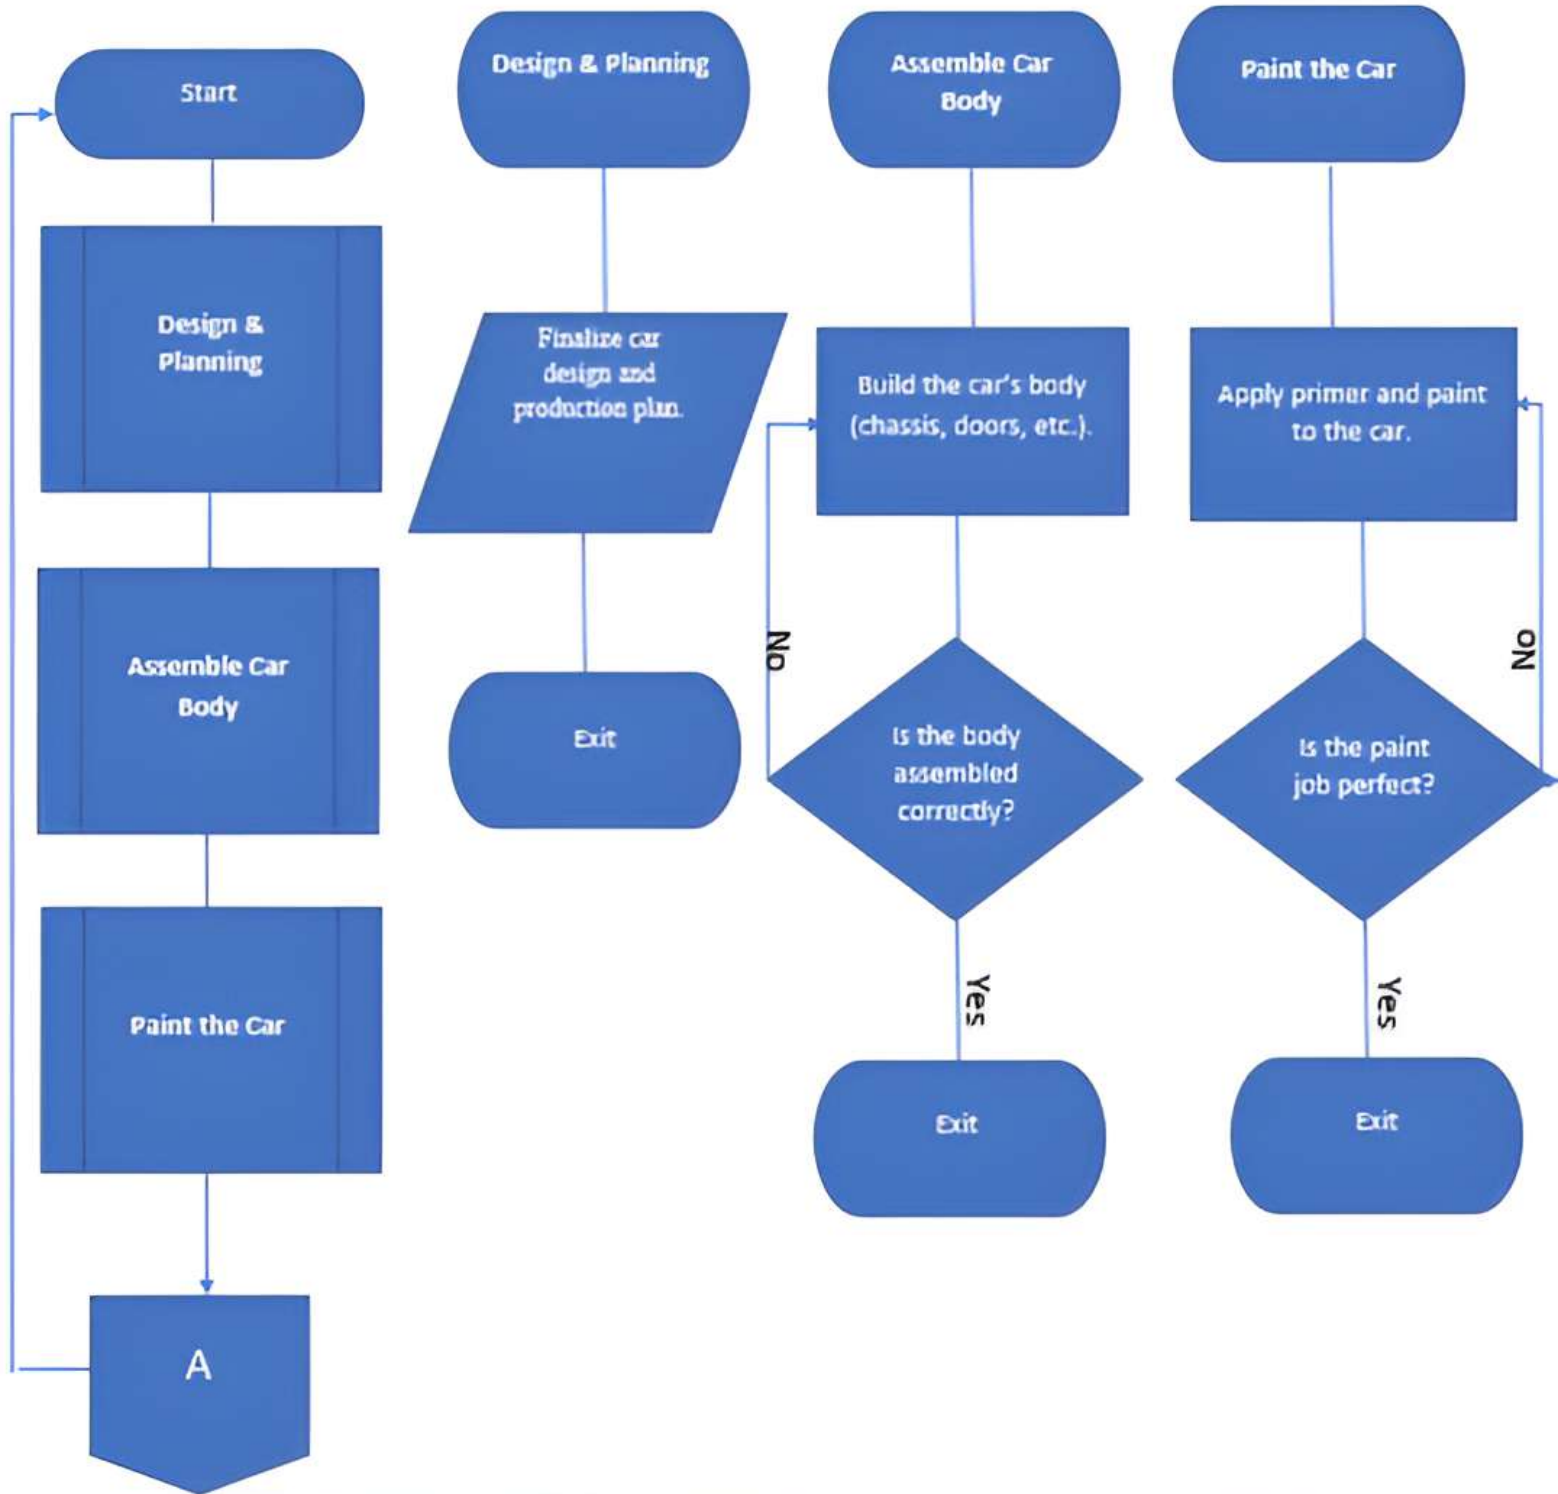 Start
Design &
Planning
Assemble Car
Body
Paint the Car
A
Design & Planning
Finalize car
design and
production plan.
Exit
Assemble Car
Body
Build the car's body
(chassis, doors, etc.).
No
Is the body
assembled
correctly?
Yes
Exit
Paint the Car
Apply primer and paint
to the car.
No
Is the paint
job perfect?
Yes
Exit